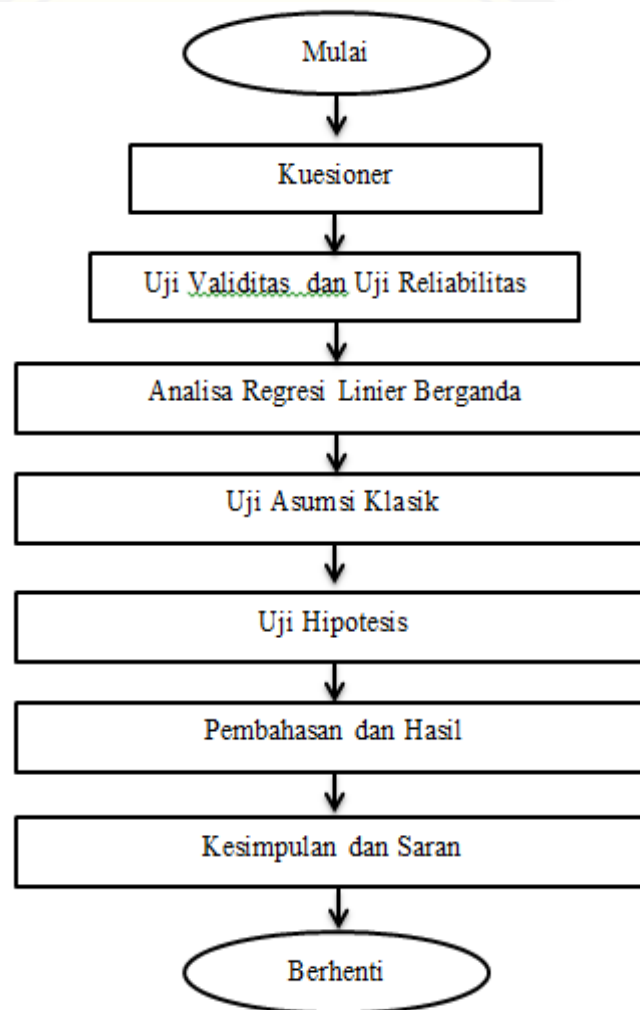 Mulai
Kuesioner
Uji Validitas dan Uji Reliabilitas
Analisa Regresi Linier Berganda
Uji Asumsi Klasik
Uji Hipotesis
Pembahasan dan Hasil
Kesimpulan dan Saran
Berhenti